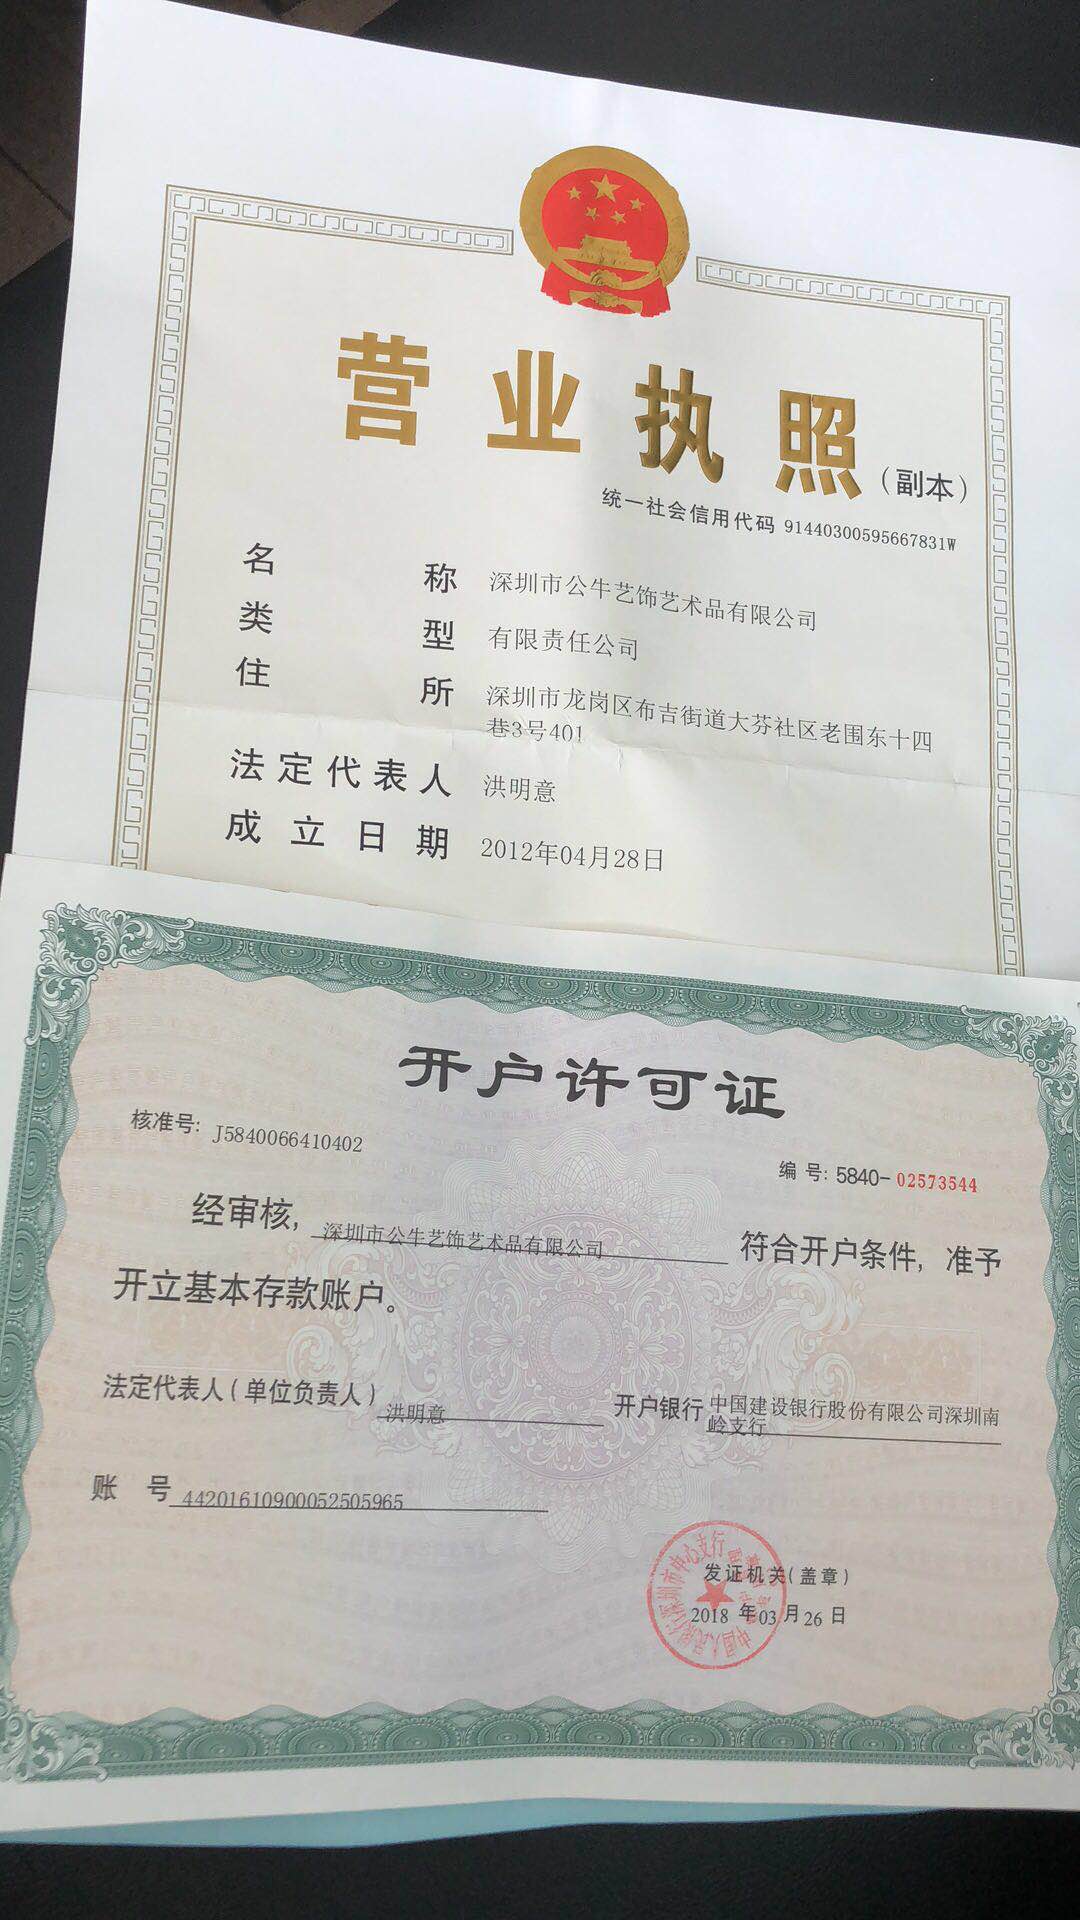 营业执照（副本）
统一社会信用代码 91440300595667831W
名称 深圳市公牛艺饰艺术品有限公司
类型 有限责任公司
住所 深圳市龙岗区布吉街道大芬社区老围东十四
巷3号401
法定代表人 洪明意
成立日期 2012年04月28日
开户许可证
核准号: J5840066410402
编号: 5840-02573544
经审核, 深圳市公牛艺饰艺术品有限公司 符合开户条件, 准予
开立基本存款账户。
法定代表人(单位负责人) 洪明意 开户银行 中国建设银行股份有限公司深圳南
岭支行
账号 44201610900052505965
发证机关(盖章)
2018年03月26日